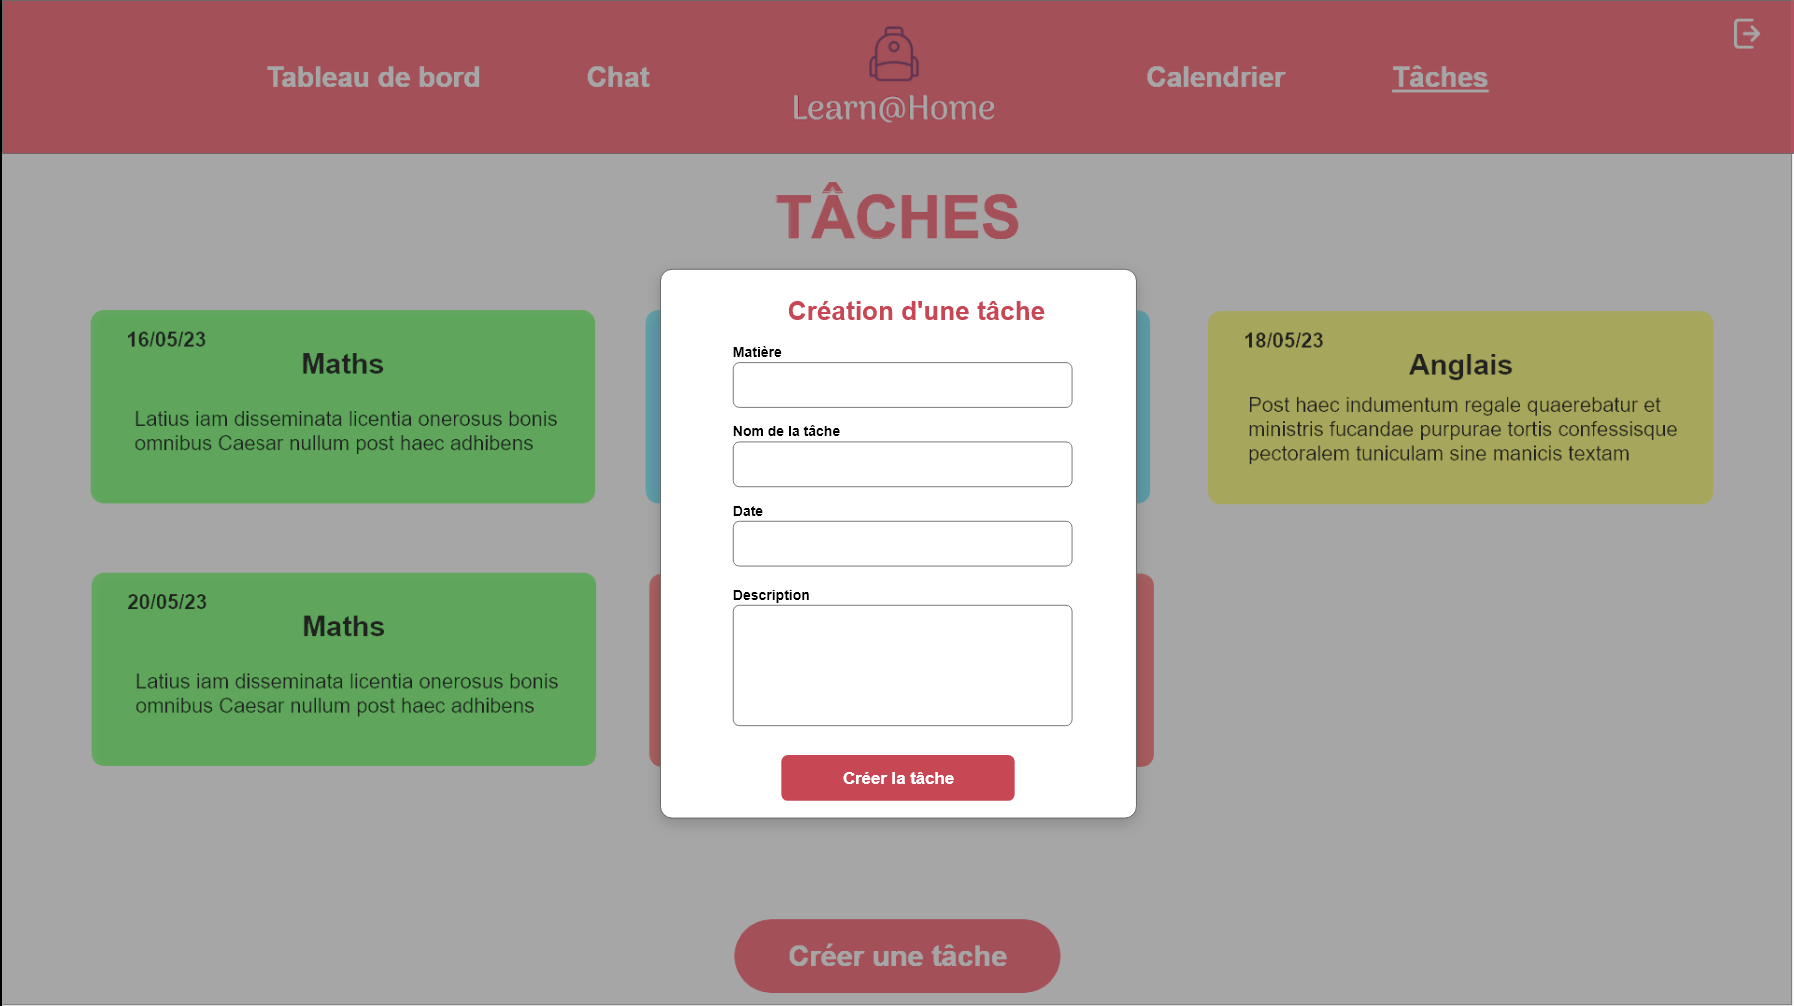 Tableau de bord
Chat
Learn@Home
Calendrier
Tâches
TÂCHES
16/05/23
Maths
Latius iam disseminata licentia onerosus bonis
omnibus Caesar nullum post haec adhibens
18/05/23
Anglais
Post haec indumentum regale quaerebatur et
ministris fucandae purpurae tortis confessisque
pectoralem tuniculam sine manicis textam
20/05/23
Maths
Latius iam disseminata licentia onerosus bonis
omnibus Caesar nullum post haec adhibens
Création d'une tâche
Matière
Nom de la tâche
Date
Description
Créer la tâche
Créer une tâche